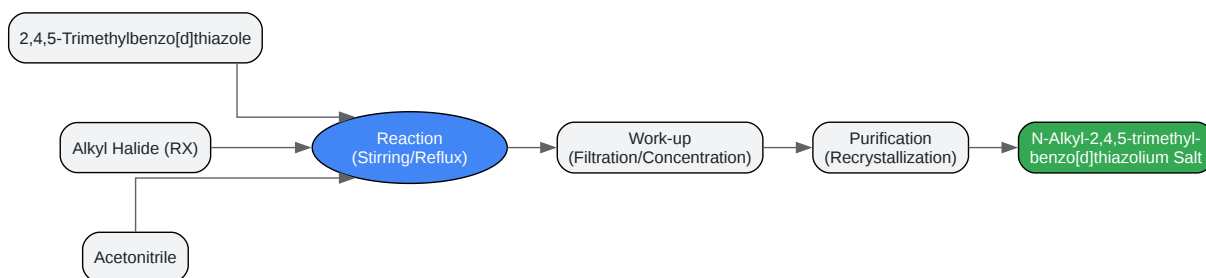 2,4,5-Trimethylbenzo[d]thiazole
Alkyl Halide (RX)
Acetonitrile
Reaction
(Stirring/Reflux)
Work-up
(Filtration/Concentration)
Purification
(Recrystallization)
N-Alkyl-2,4,5-trimethyl-
benzo[d]thiazolium Salt